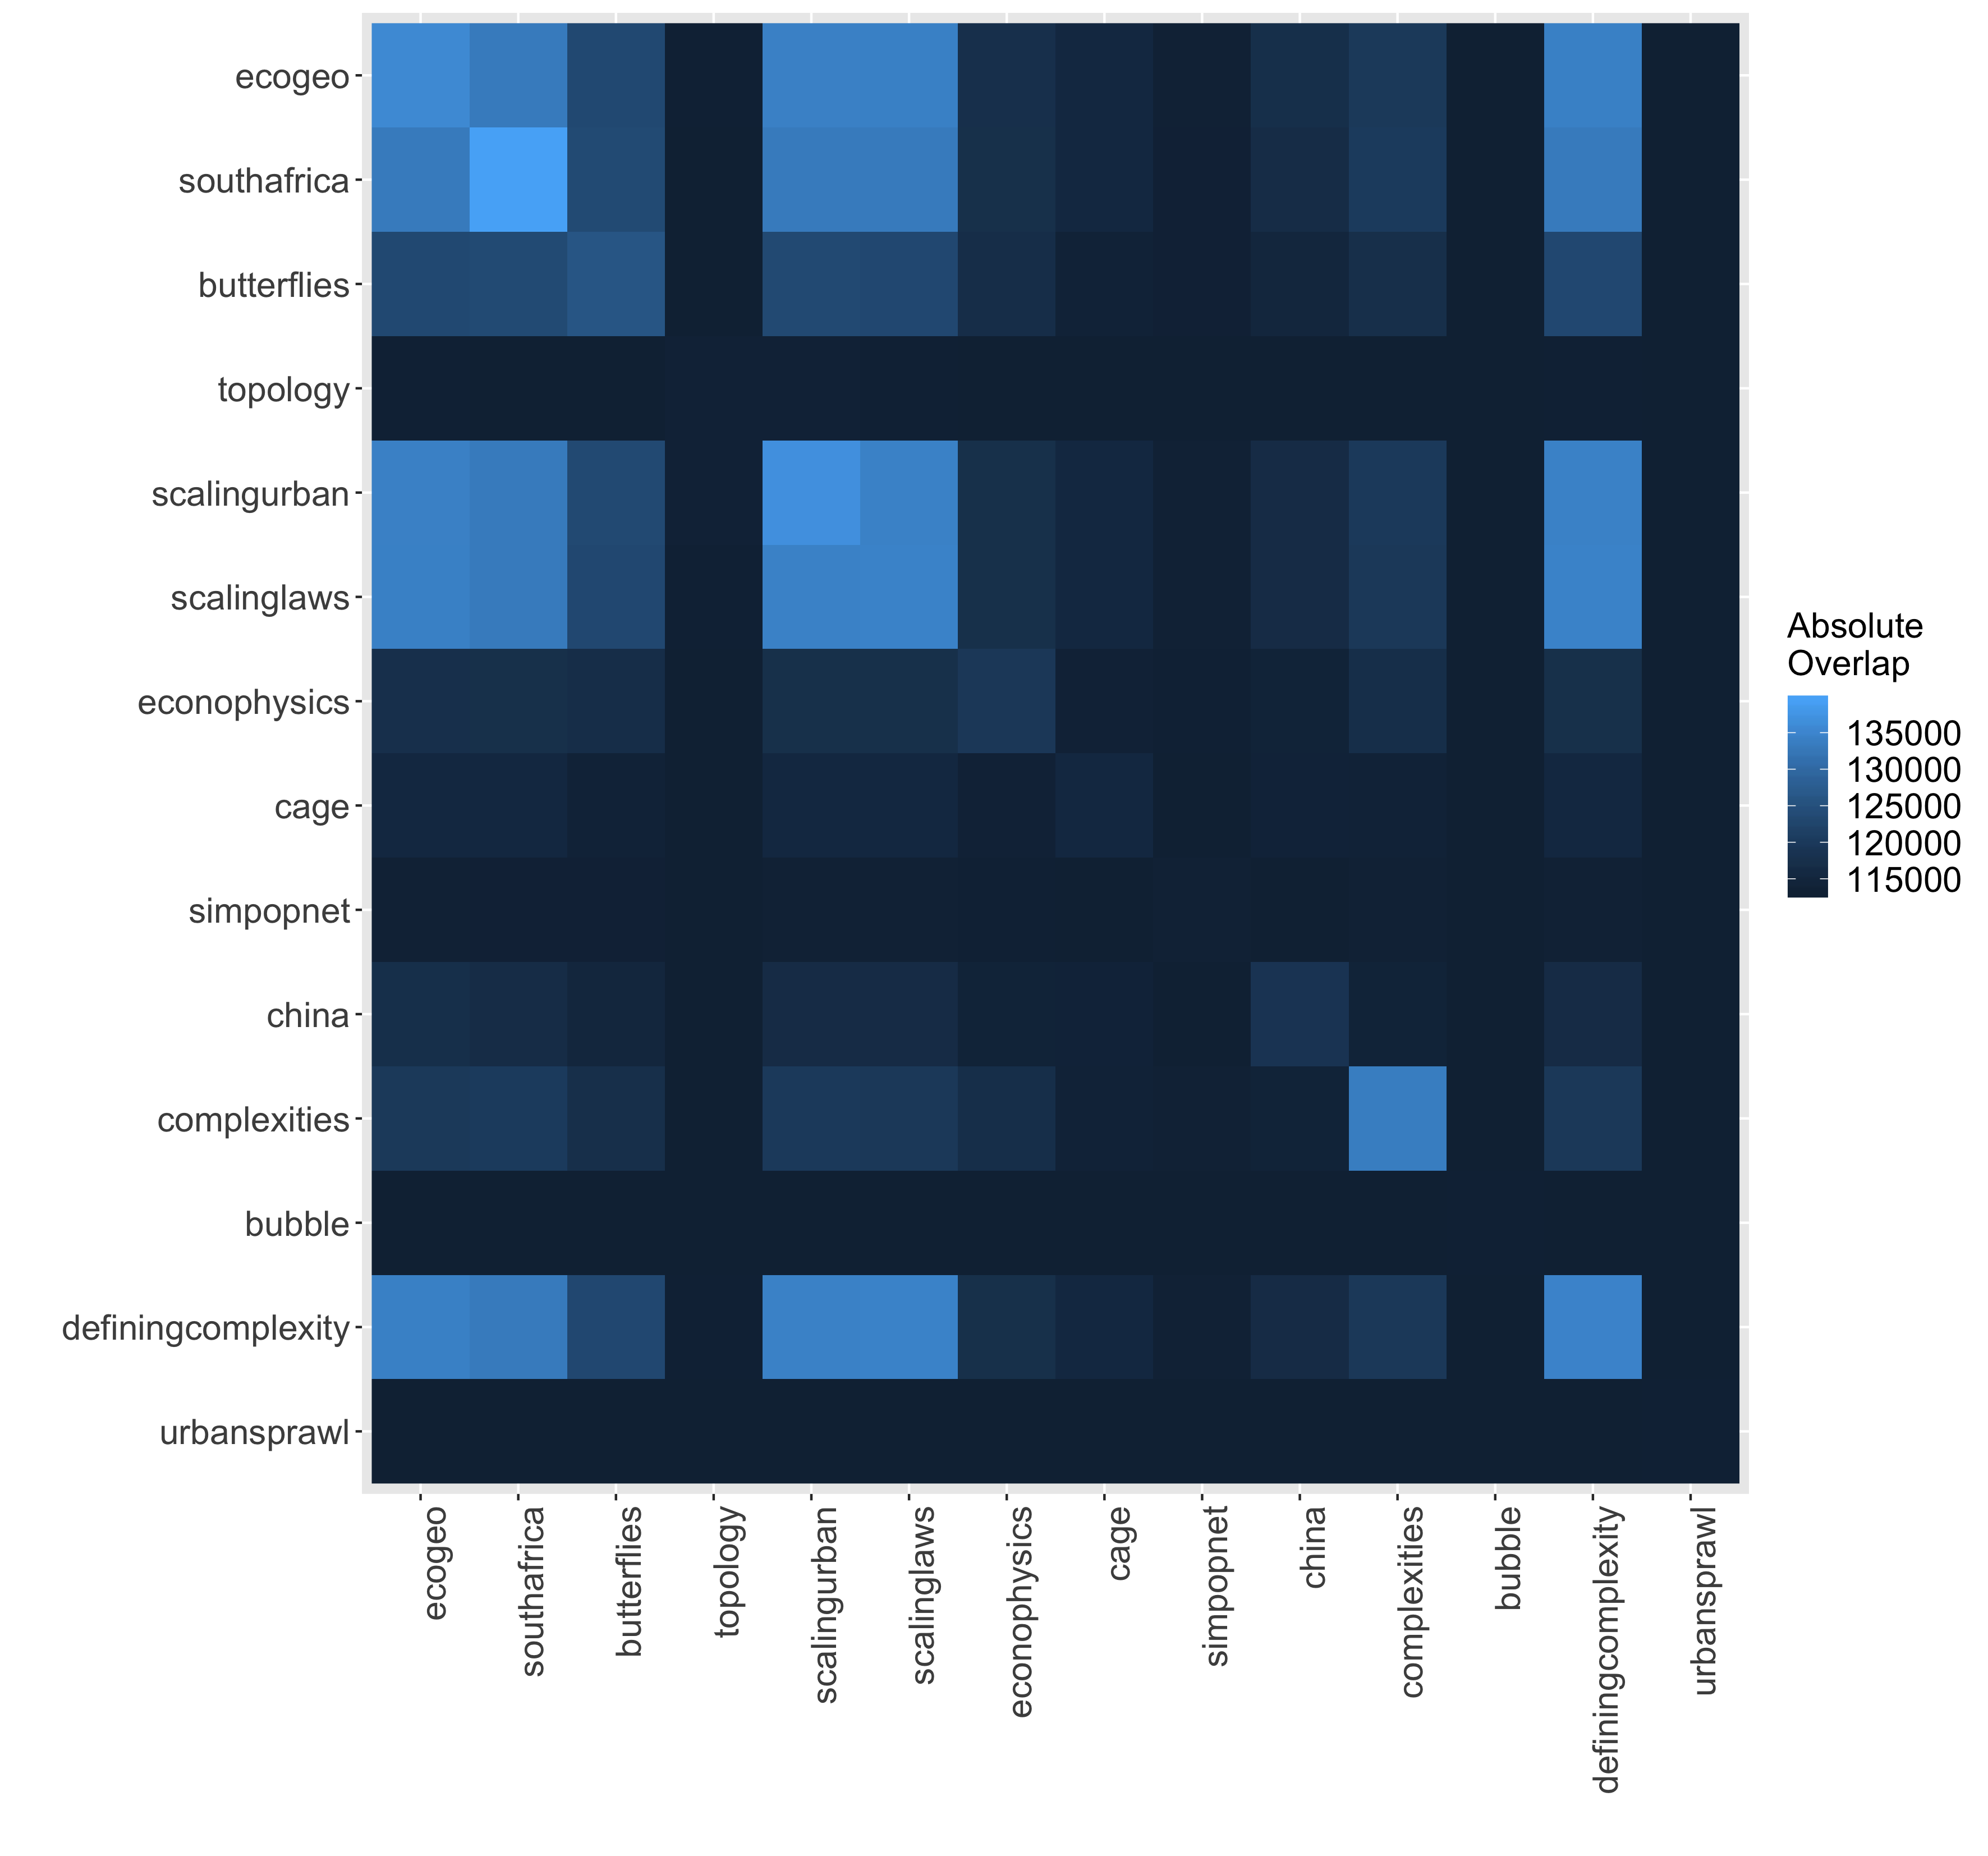 ecogeo
southafrica
butterflies
topology
scalingurban
scalinglaws
econophysics
cage
simpopnet
china
complexities
bubble
definingcomplexity
urbansprawl
ecogeo
southafrica
butterflies
topology
scalingurban
scalinglaws
econophysics
cage
simpopnet
china
complexities
bubble
definingcomplexity
urbansprawl
Absolute
Overlap
135000
130000
125000
120000
115000